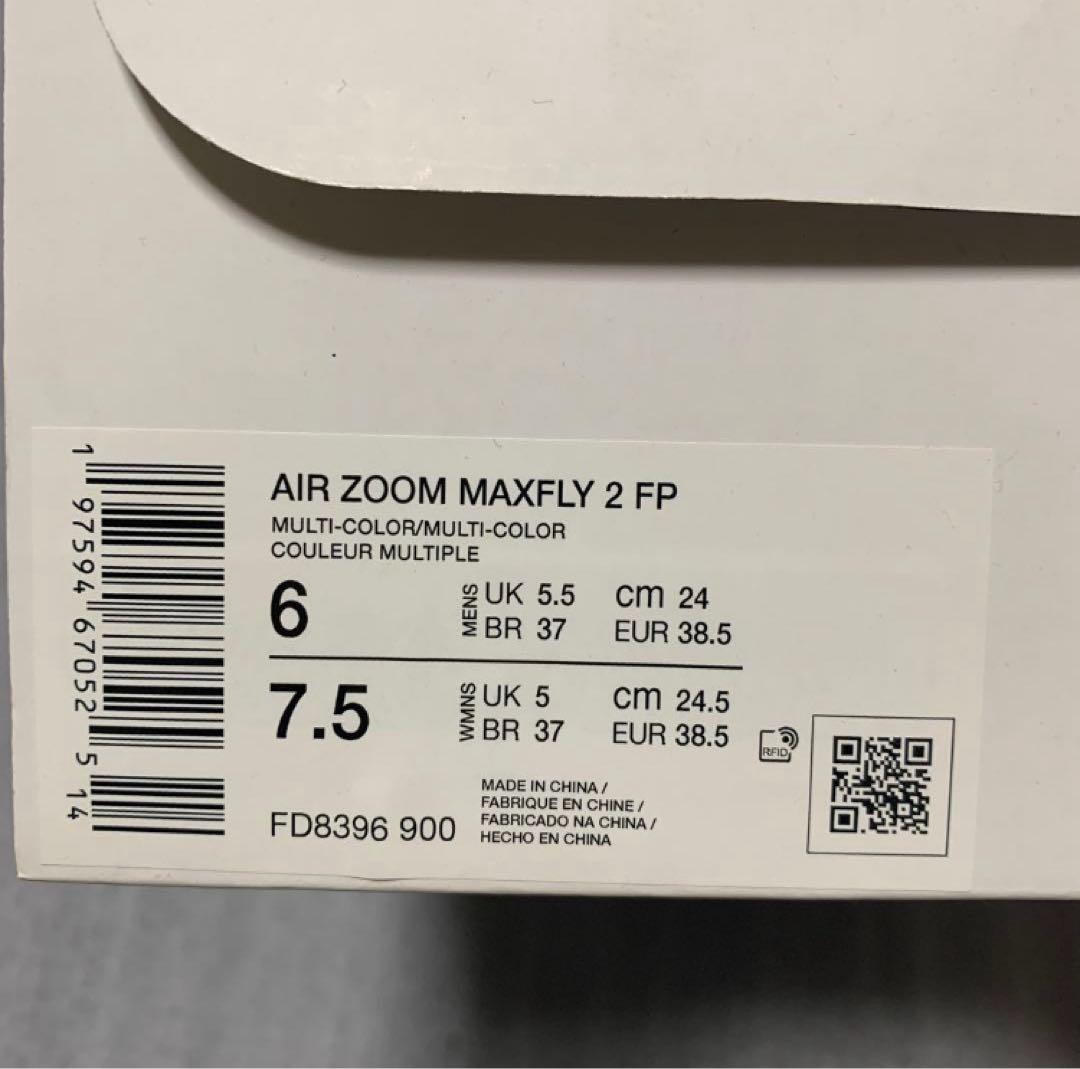 AIR ZOOM MAXFLY 2 FP
MULTI-COLOR/MULTI-COLOR
COULEUR MULTIPLE
6 MENS UK 5.5 cm 24
BR 37 EUR 38.5
7.5 WMNS UK 5 cm 24.5
BR 37 EUR 38.5
RFID
FD8396 900
MADE IN CHINA /
FABRIQUE EN CHINE /
FABRICADO NA CHINA /
HECHO EN CHINA
1 97594 67052 5 14